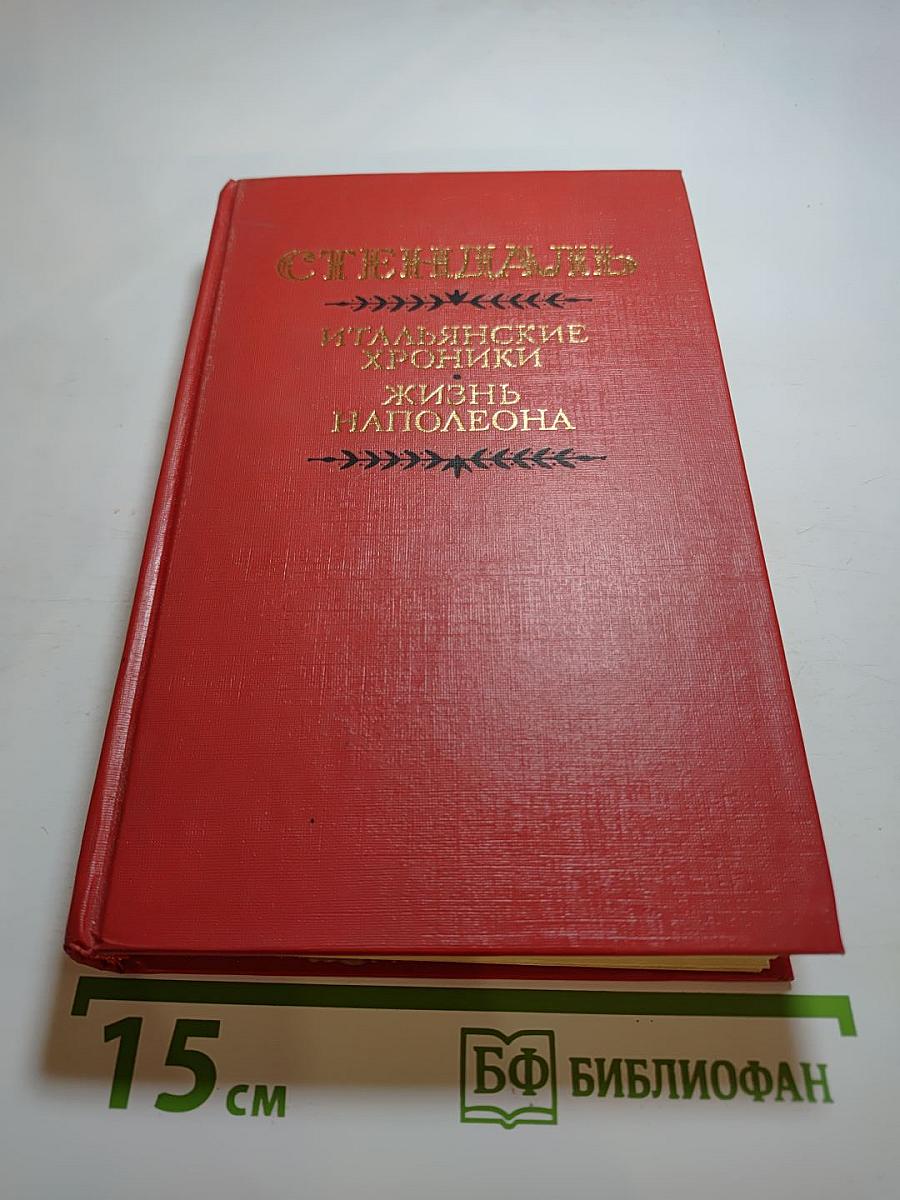 СТЕНДАЛЬ
ИТАЛЬЯНСКИЕ
ХРОНИКИ
ЖИЗНЬ
НАПОЛЕОНА
15 см
БФ БИБЛИОФАН